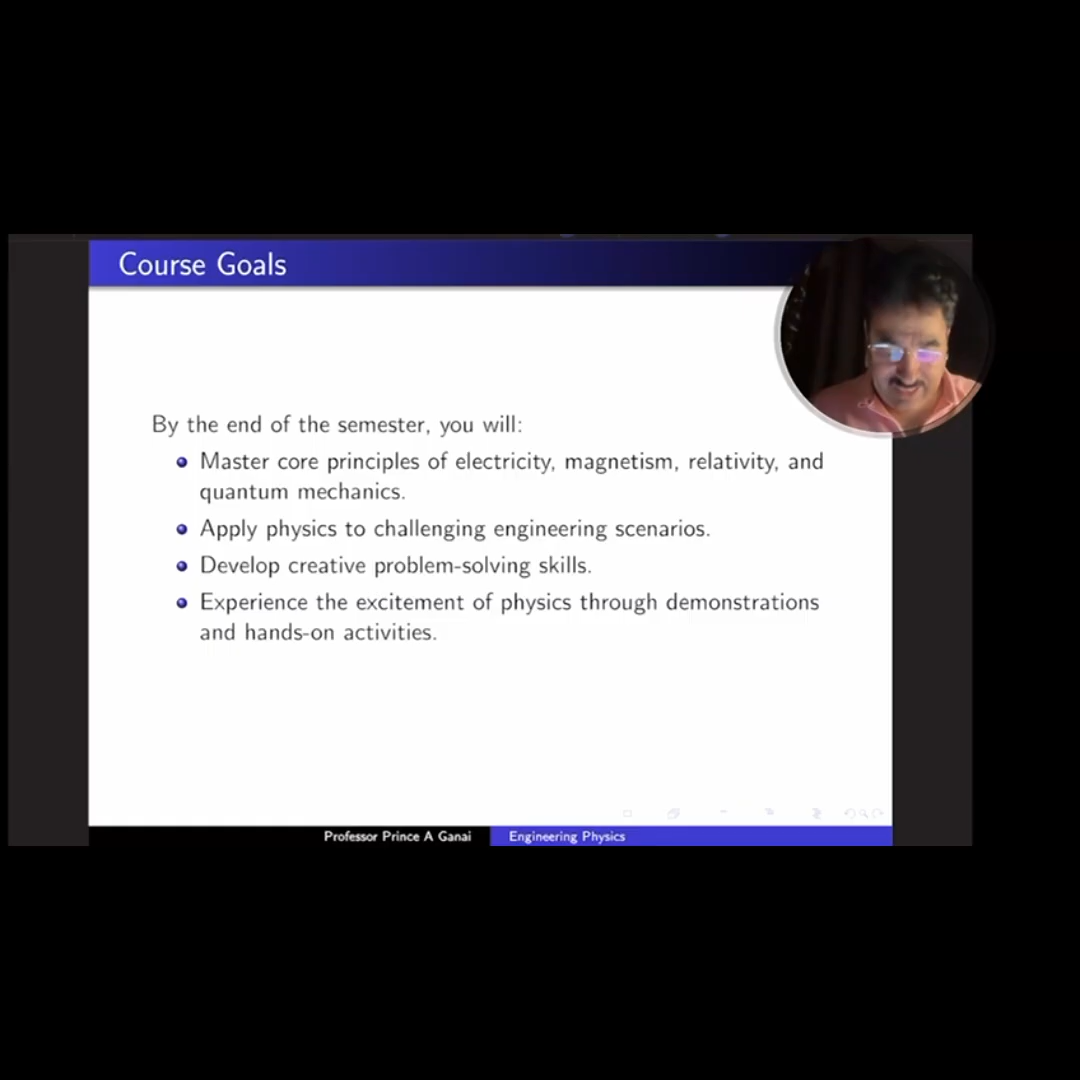 Course Goals
By the end of the semester, you will:
Master core principles of electricity, magnetism, relativity, and
quantum mechanics.
Apply physics to challenging engineering scenarios.
Develop creative problem-solving skills.
Experience the excitement of physics through demonstrations
and hands-on activities.
Professor Prince A Ganai
Engineering Physics